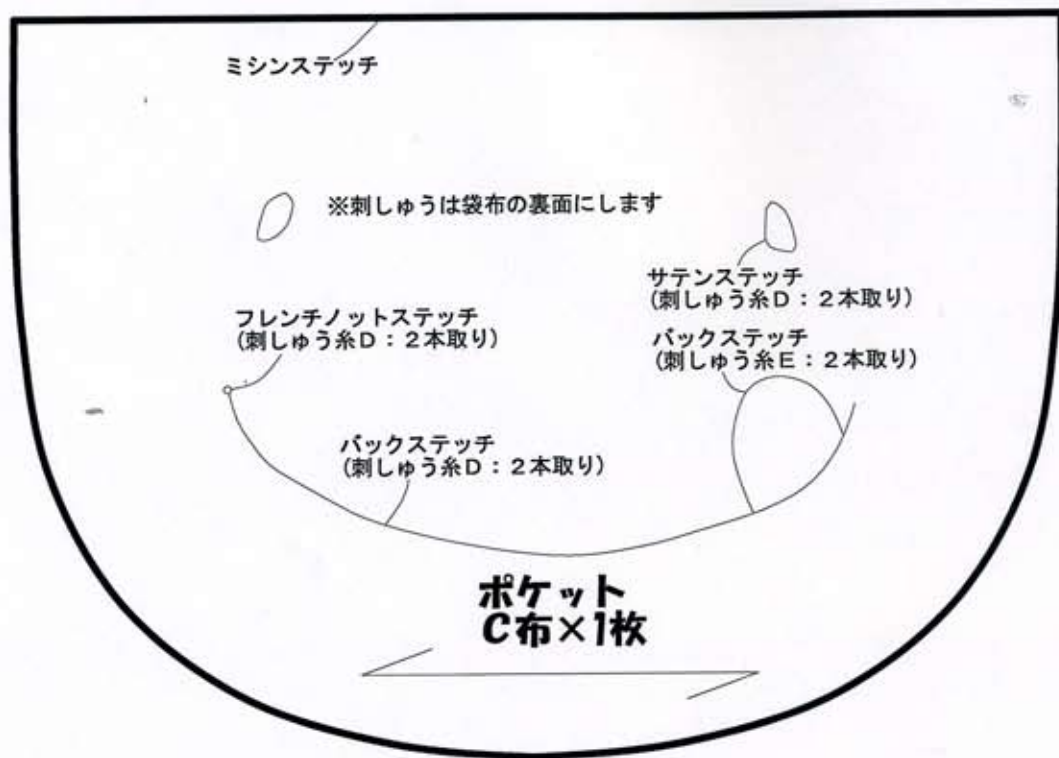 ミシンステッチ
※刺しゅうは袋布の裏面にします
サテンステッチ
(刺しゅう糸D:2本取り)
フレンチノットステッチ
(刺しゅう糸D:2本取り)
バックステッチ
(刺しゅう糸E:2本取り)
バックステッチ
(刺しゅう糸D:2本取り)
ポケット
C布×1枚